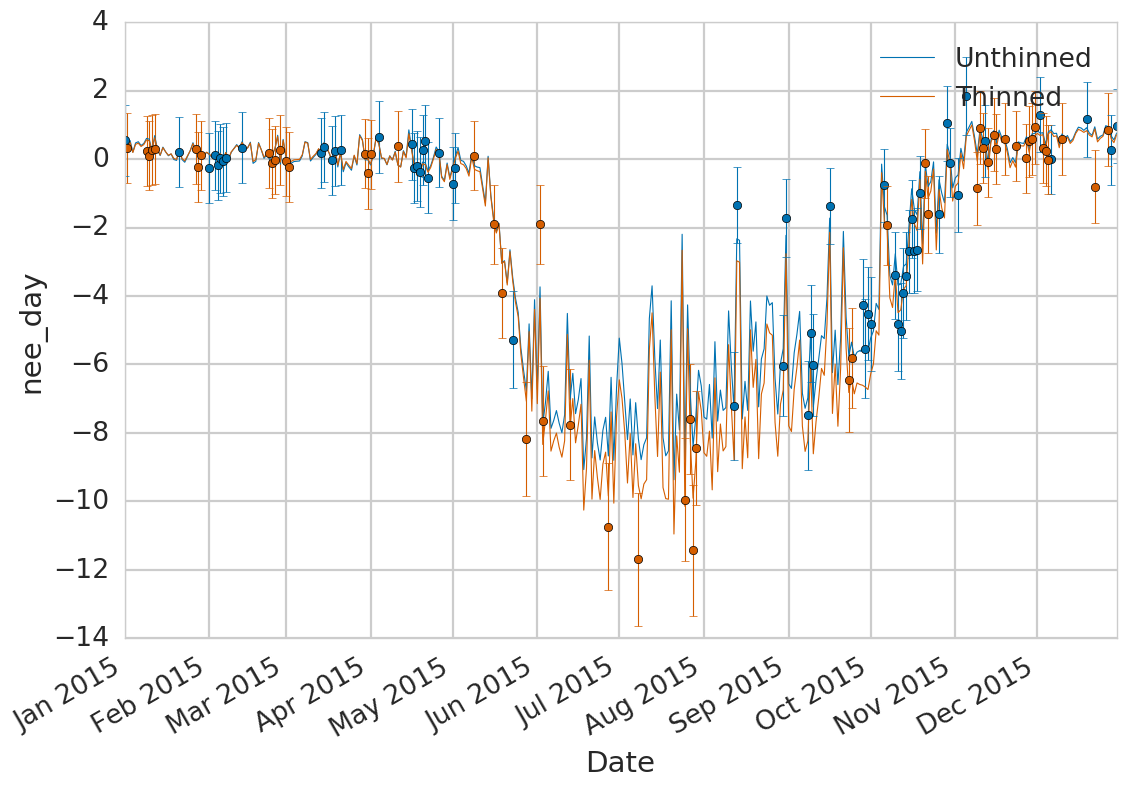 4
2
0
−2
−4
−6
−8
−10
−12
−14
nee_day
Unthinned
Thinned
Jan 2015
Feb 2015
Mar 2015
Apr 2015
May 2015
Jun 2015
Jul 2015
Aug 2015
Sep 2015
Oct 2015
Nov 2015
Dec 2015
Date